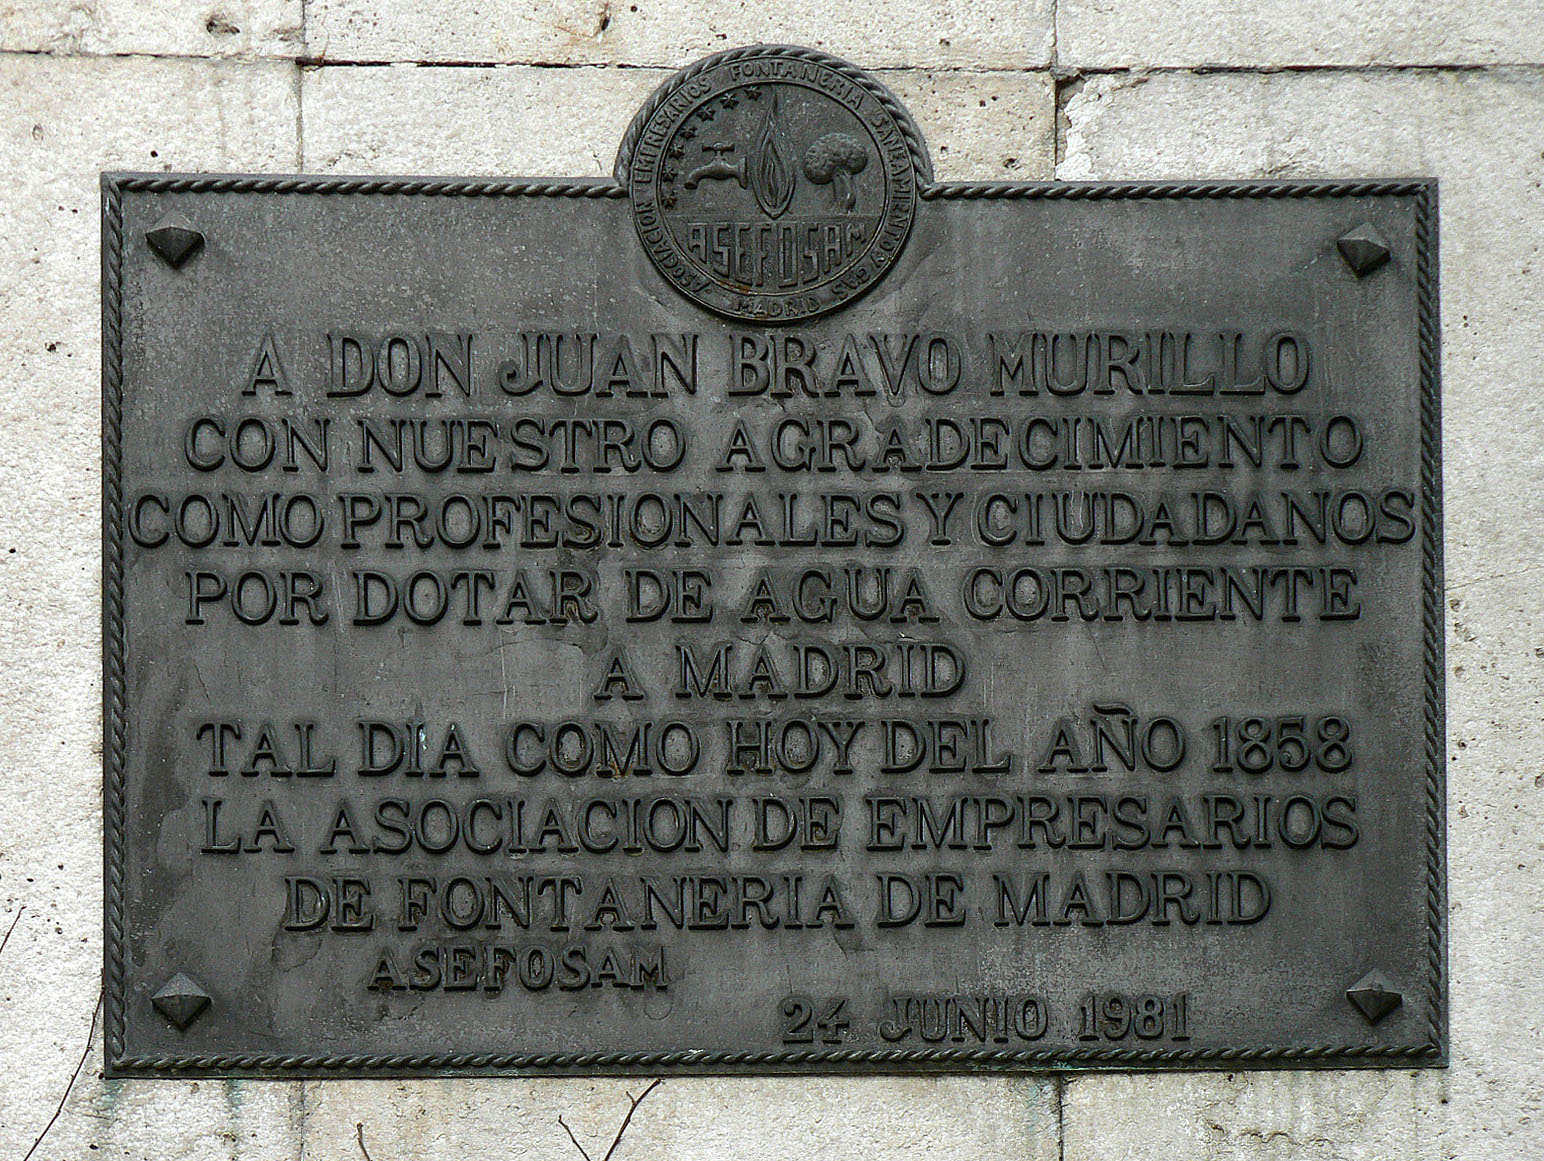 ASOCIACION EMPRESARIOS FONTANERIA SANEAMIENTO Y GAS
ASEFOSAM
MADRID
A DON JUAN BRAVO MURILLO
CON NUESTRO AGRADECIMIENTO
COMO PROFESIONALES Y CIUDADANOS
POR DOTAR DE AGUA CORRIENTE
A MADRID
TAL DIA COMO HOY DEL AÑO 1858
LA ASOCIACION DE EMPRESARIOS
DE FONTANERIA DE MADRID
ASEFOSAM
24 JUNIO 1981